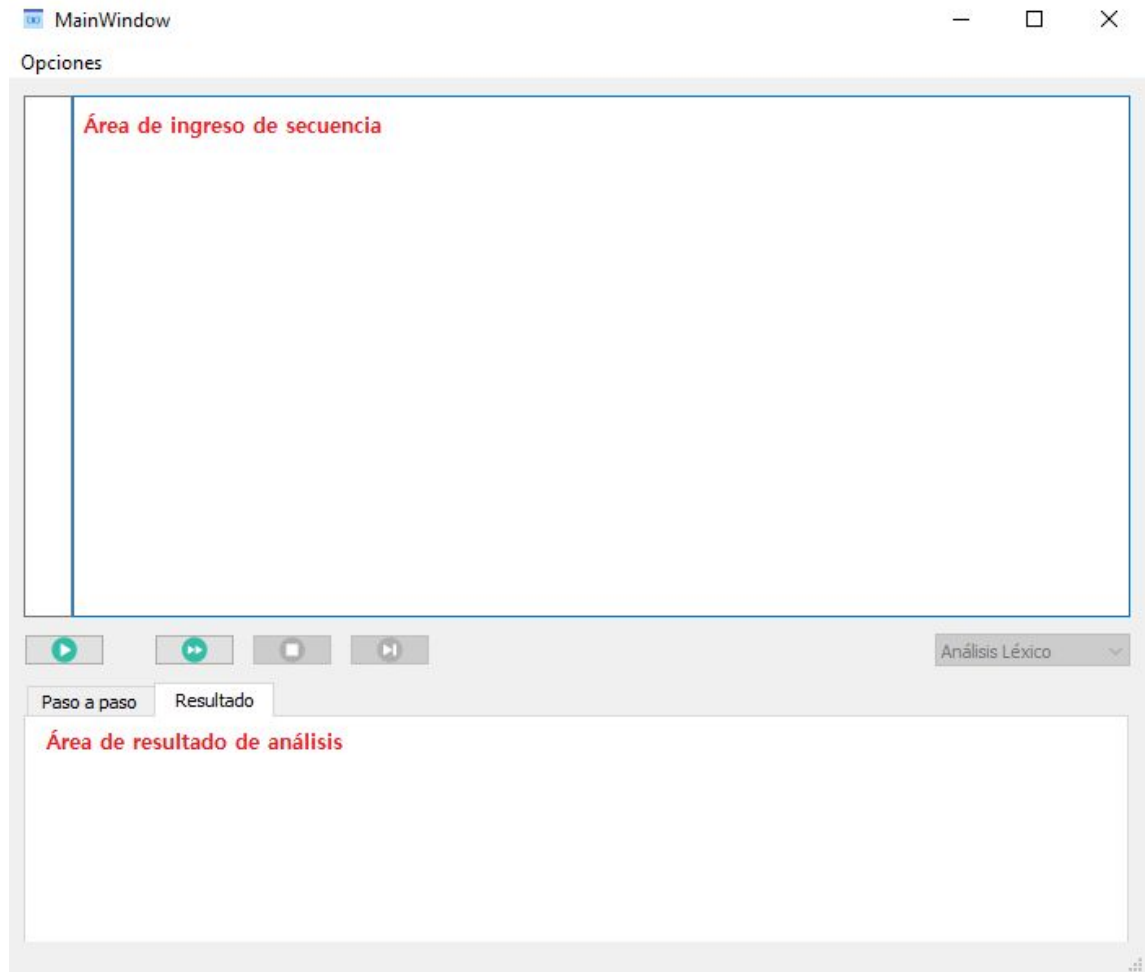 MainWindow
Opciones
Área de ingreso de secuencia
Análisis Léxico
Paso a paso
Resultado
Área de resultado de análisis